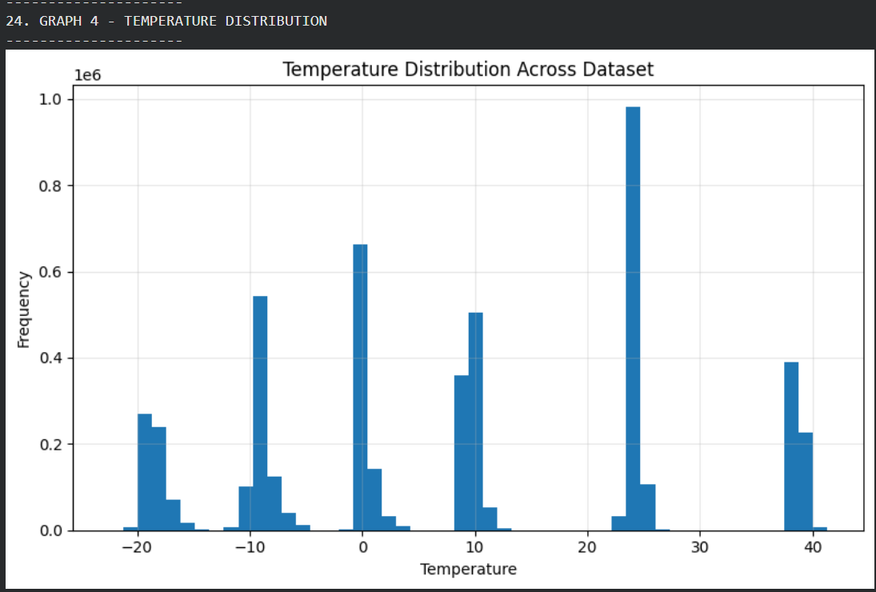 ---------------------
24. GRAPH 4 - TEMPERATURE DISTRIBUTION
---------------------
Temperature Distribution Across Dataset
1e6
1.0
0.8
0.6
0.4
0.2
0.0
Frequency
−20 −10 0 10 20 30 40
Temperature